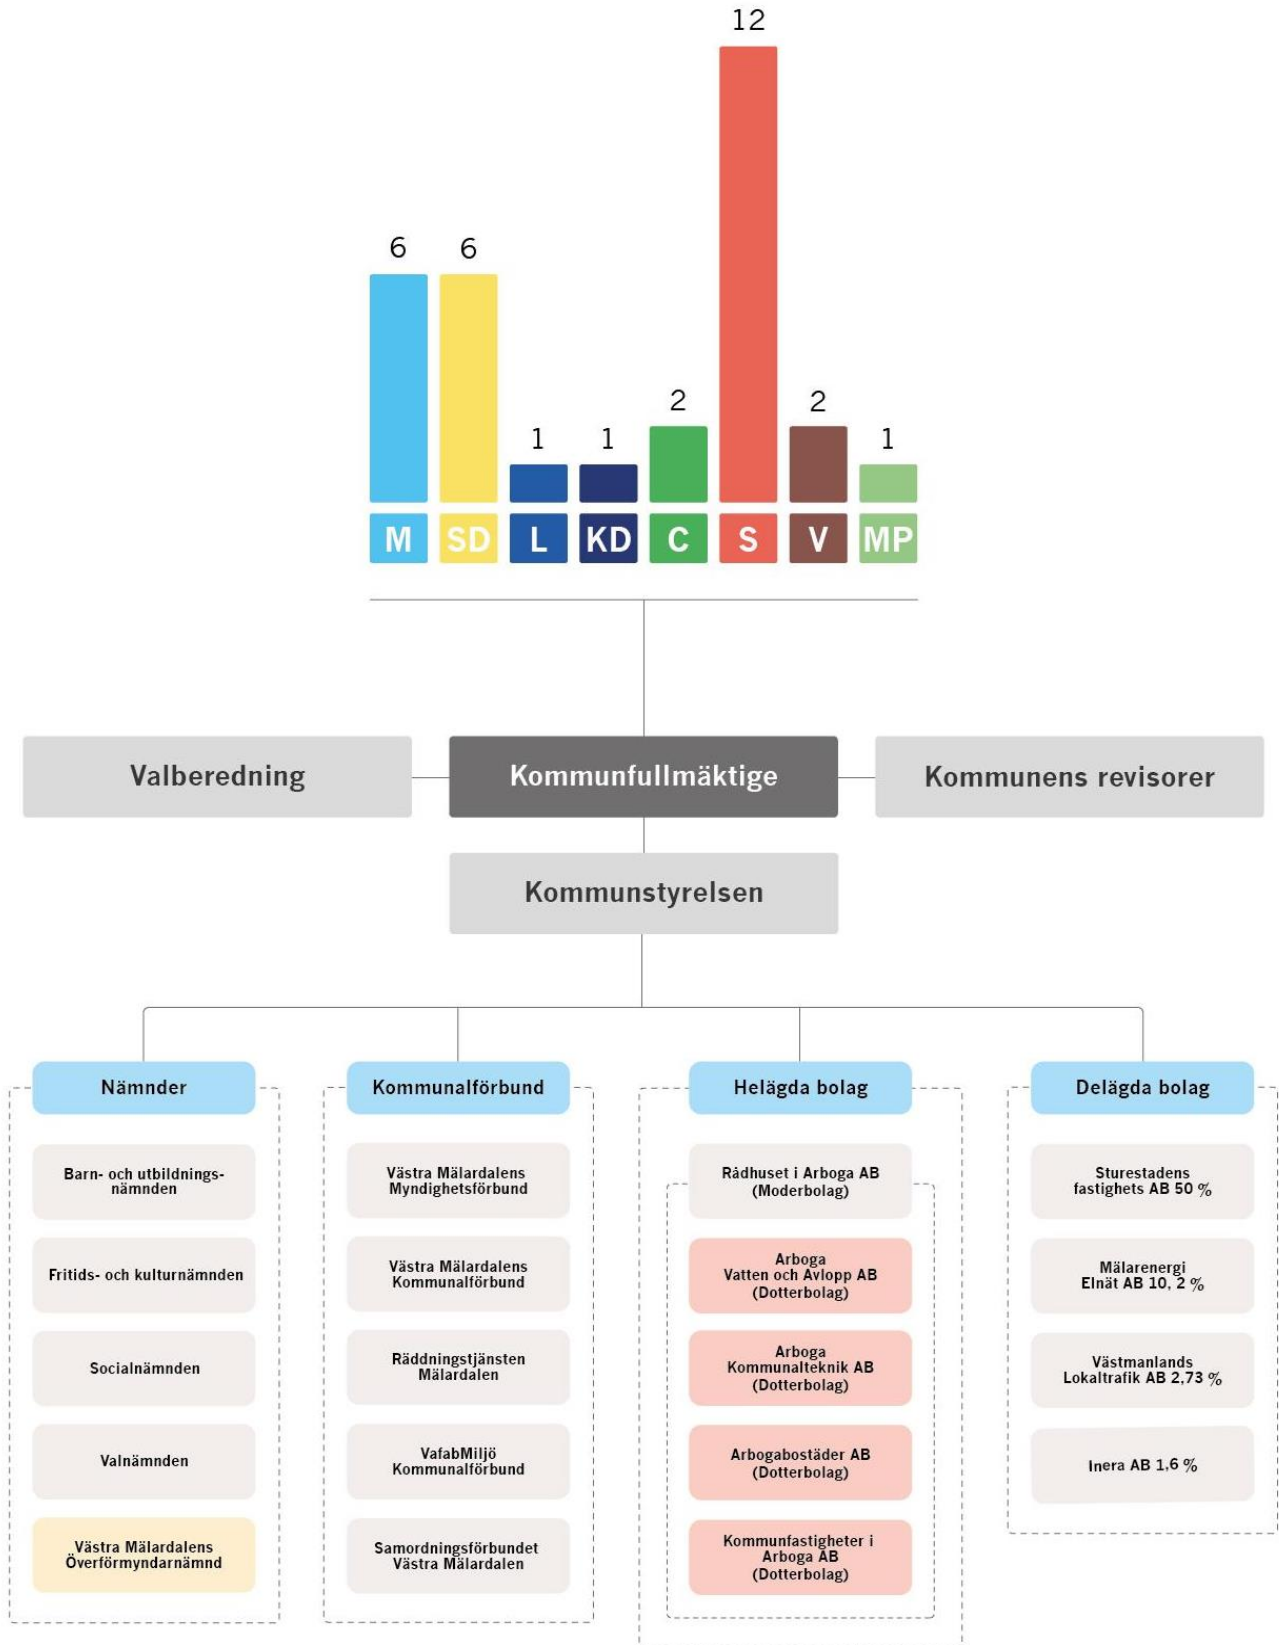 12
6
6
1
1
2
2
1
M
SD
L
KD
C
S
V
MP
Valberedning
Kommunfullmäktige
Kommunens revisorer
Kommunstyrelsen
Nämnder
Barn- och utbildnings-
nämnden
Fritids- och kulturnämnden
Socialnämnden
Valnämnden
Västra Mälardalens
Överförmyndarnämnd
Kommunalförbund
Västra Mälardalens
Myndighetsförbund
Västra Mälardalens
Kommunalförbund
Räddningstjänsten
Mälardalen
VafabMiljö
Kommunalförbund
Samordningsförbundet
Västra Mälardalen
Helägda bolag
Rådhuset i Arboga AB
(Moderbolag)
Arboga
Vatten och Avlopp AB
(Dotterbolag)
Arboga
Kommunalteknik AB
(Dotterbolag)
Arbogabostäder AB
(Dotterbolag)
Kommunfastigheter i
Arboga AB
(Dotterbolag)
Delägda bolag
Sturestadens
fastighets AB 50 %
Mälarenergi
Elnät AB 10, 2 %
Västmanlands
Lokaltrafik AB 2,73 %
Inera AB 1,6 %